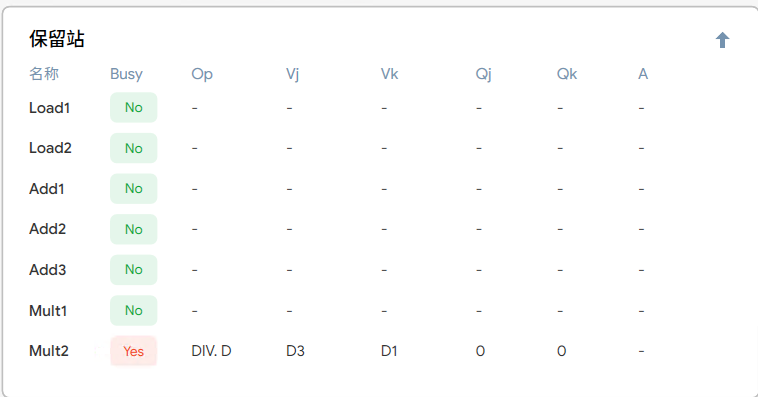 保留站
名称 Busy Op Vj Vk Qj Qk A
Load1 No - - - - - -
Load2 No - - - - - -
Add1 No - - - - - -
Add2 No - - - - - -
Add3 No - - - - - -
Mult1 No - - - - - -
Mult2 Yes DIV. D D3 D1 0 0 -